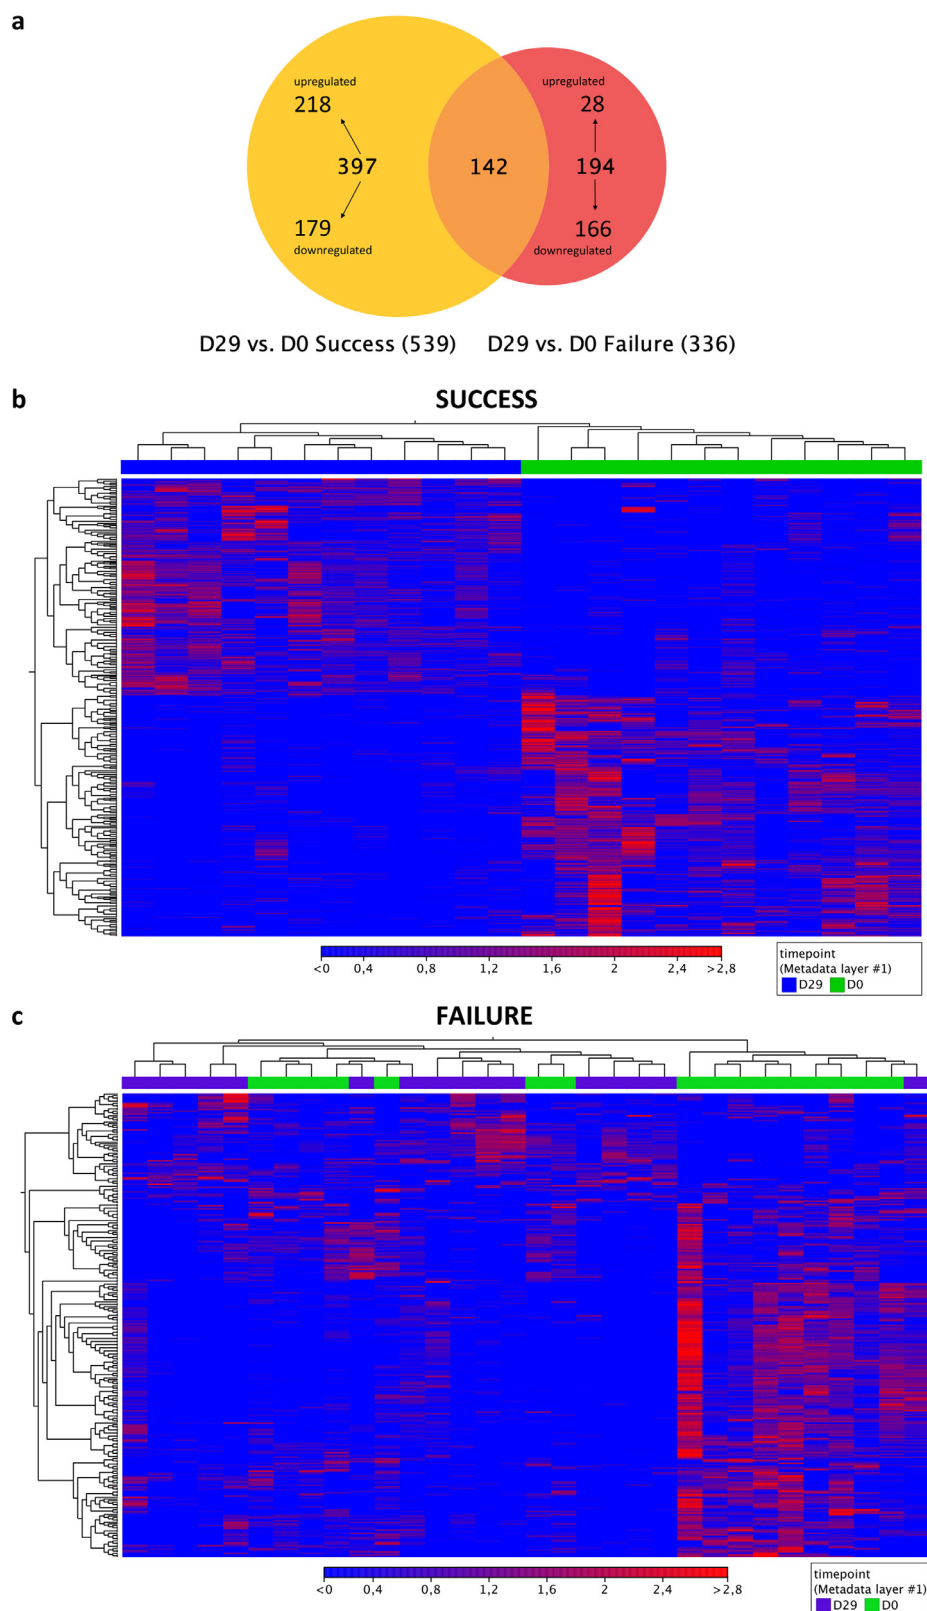 a
upregulated
218
397
179
downregulated
142
upregulated
28
194
166
downregulated
D29 vs. D0 Success (539)
D29 vs. D0 Failure (336)
b
SUCCESS
<0 0,4 0,8 1,2 1,6 2 2,4 >2,8
timepoint
(Metadata layer #1)
D29 D0
c
FAILURE
<0 0,4 0,8 1,2 1,6 2 2,4 >2,8
timepoint
(Metadata layer #1)
D29 D0